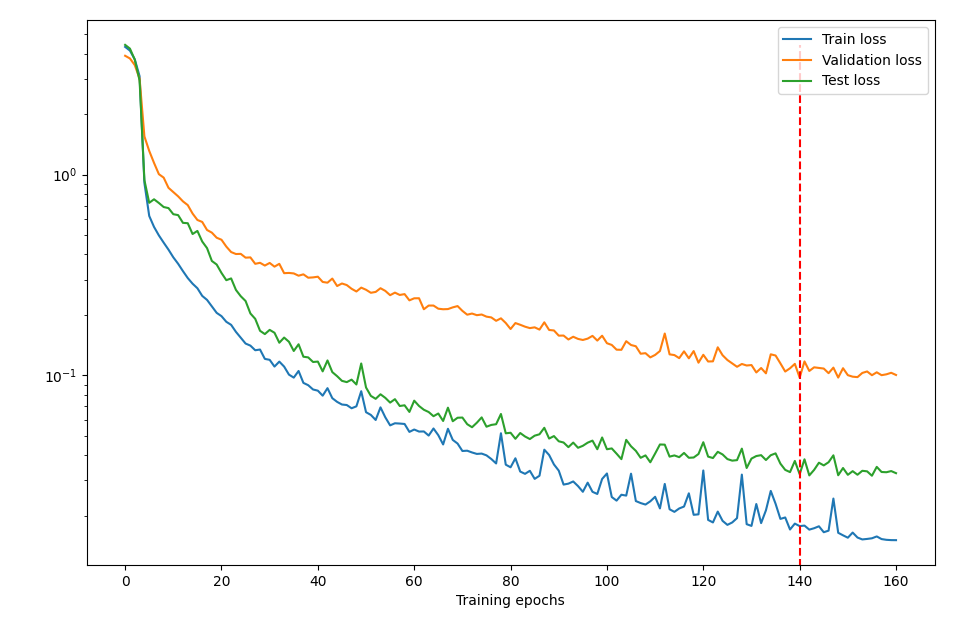 Train loss
Validation loss
Test loss
10⁰
10⁻¹
0 20 40 60 80 100 120 140 160
Training epochs